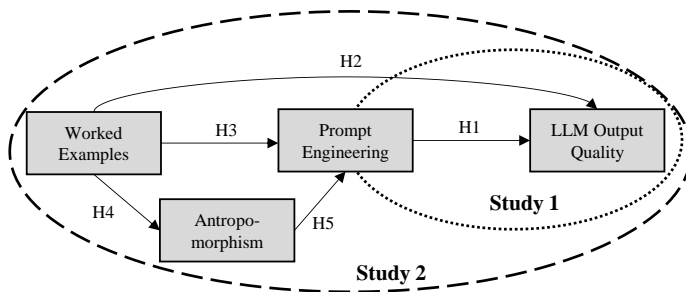 H2
Worked
Examples
H3
Prompt
Engineering
H1
LLM Output
Quality
H4
Antropo-
morphism
H5
Study 1
Study 2